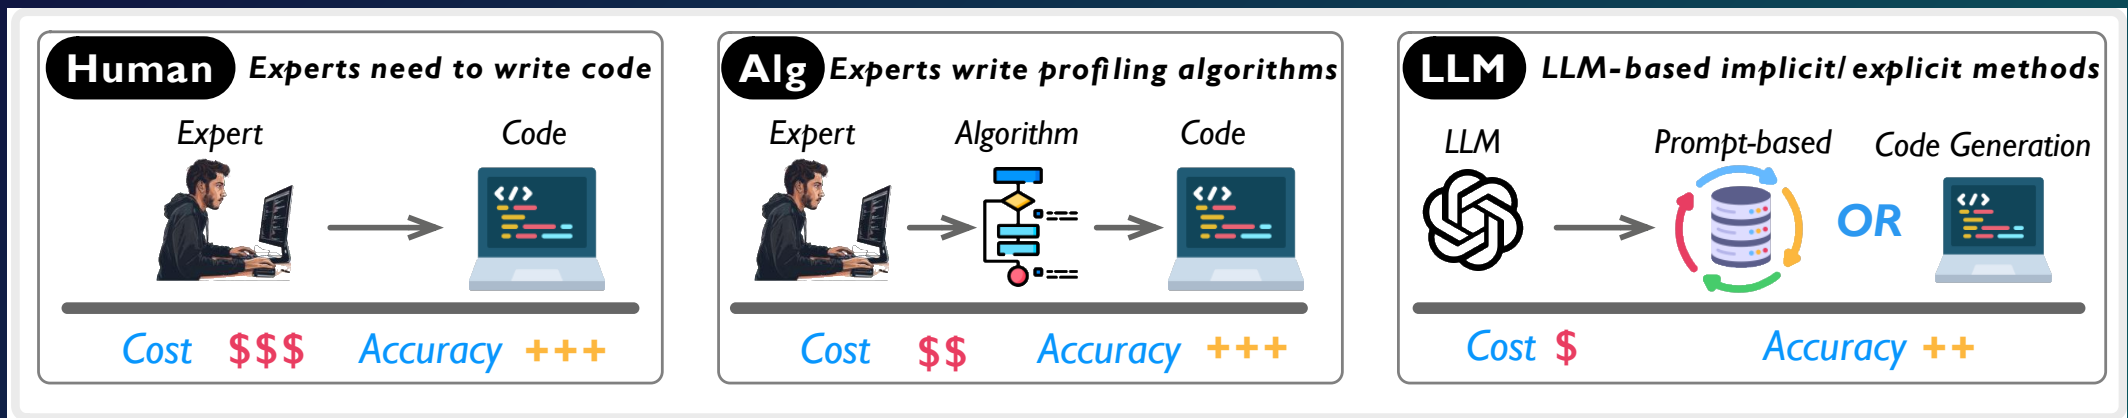 Human Experts need to write code
Expert Code
</>
Cost $$$ Accuracy +++
Alg Experts write profiling algorithms
Expert Algorithm Code
</>
Cost $$ Accuracy +++
LLM LLM-based implicit/ explicit methods
LLM Prompt-based Code Generation
OR
</>
Cost $ Accuracy ++